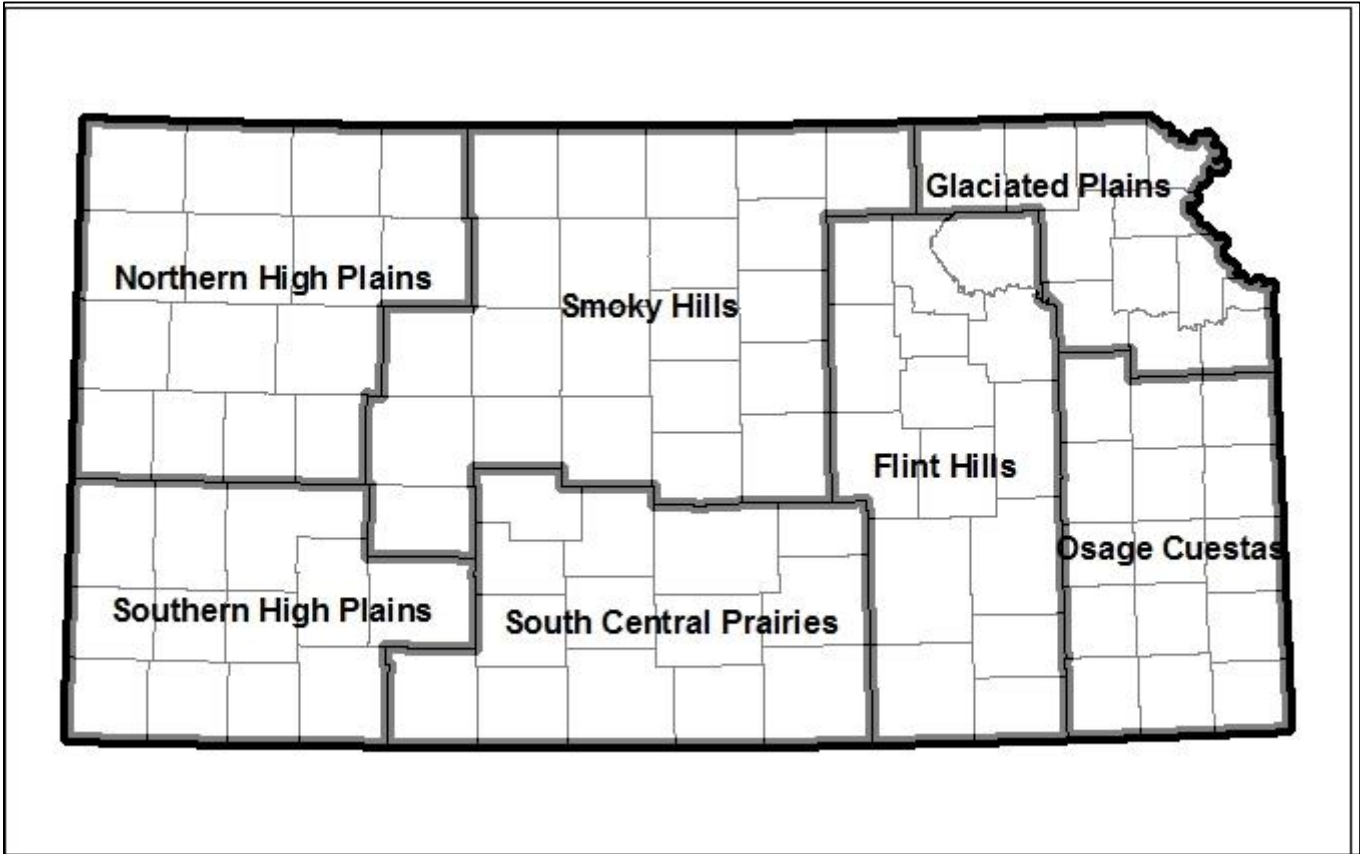 Glaciated Plains
Northern High Plains
Smoky Hills
Flint Hills
Osage Cuestas
Southern High Plains
South Central Prairies